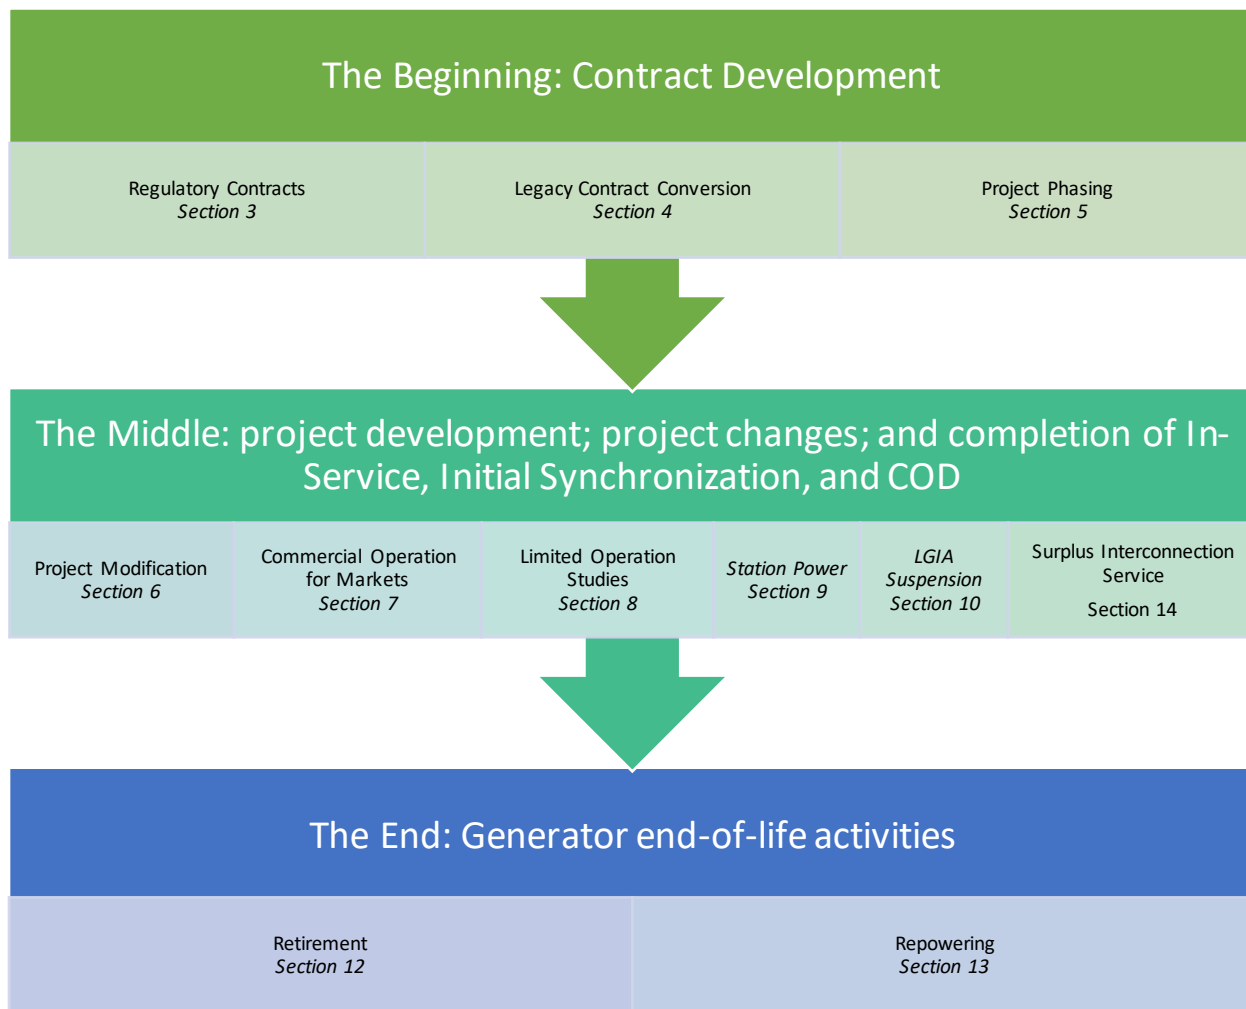 The Beginning: Contract Development
Regulatory Contracts
Section 3
Legacy Contract Conversion
Section 4
Project Phasing
Section 5
The Middle: project development; project changes; and completion of In-
Service, Initial Synchronization, and COD
Project Modification
Section 6
Commercial Operation
for Markets
Section 7
Limited Operation
Studies
Section 8
Station Power
Section 9
LGIA
Suspension
Section 10
Surplus Interconnection
Service
Section 14
The End: Generator end-of-life activities
Retirement
Section 12
Repowering
Section 13